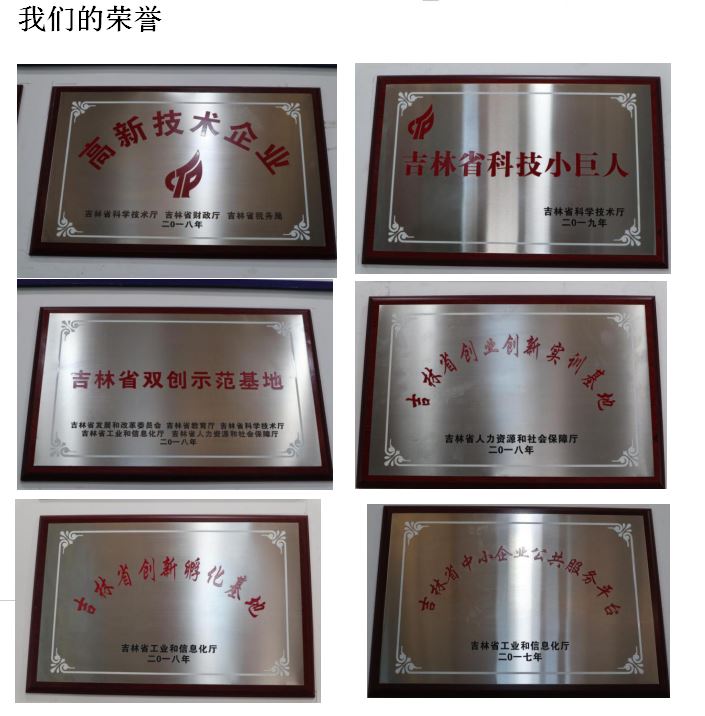 我们的荣誉
高新技术企业
吉林省科学技术厅 吉林省财政厅 吉林省税务局
二〇一八年
吉林省科技小巨人
吉林省科学技术厅
二〇一九年
吉林省双创示范基地
吉林省发展和改革委员会 吉林省教育厅 吉林省科学技术厅
吉林省工业和信息化厅 吉林省人力资源和社会保障厅
二〇一八年
吉林省创业创新实训基地
吉林省人力资源和社会保障厅
二〇一八年
吉林省创新孵化基地
吉林省工业和信息化厅
二〇一八年
吉林省中小企业公共服务平台
吉林省工业和信息化厅
二〇一七年